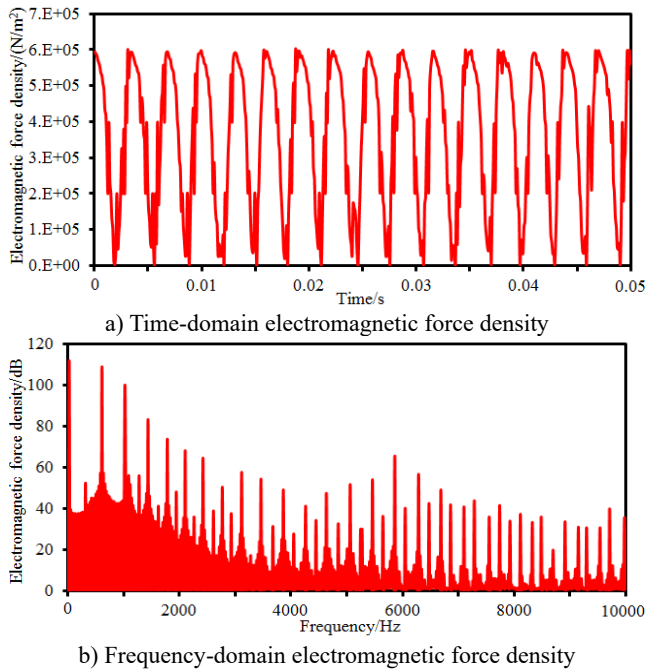 Electromagnetic force density/(N/m²)
7.E+05
6.E+05
5.E+05
4.E+05
3.E+05
2.E+05
1.E+05
0.E+00
0 0.01 0.02 0.03 0.04 0.05
Time/s
a) Time-domain electromagnetic force density
Electromagnetic force density/dB
120
100
80
60
40
20
0
0 2000 4000 6000 8000 10000
Frequency/Hz
b) Frequency-domain electromagnetic force density